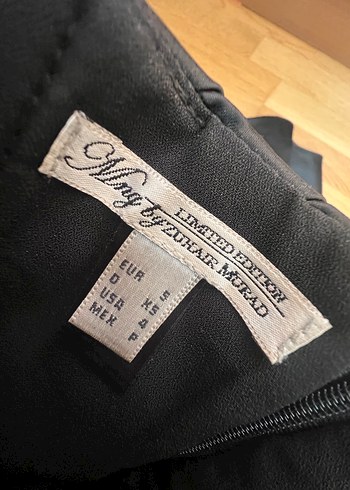 Mng by
LIMITED EDITION
ZUHAIR MURAD
EUR S
D XS
USA 4
MEX P